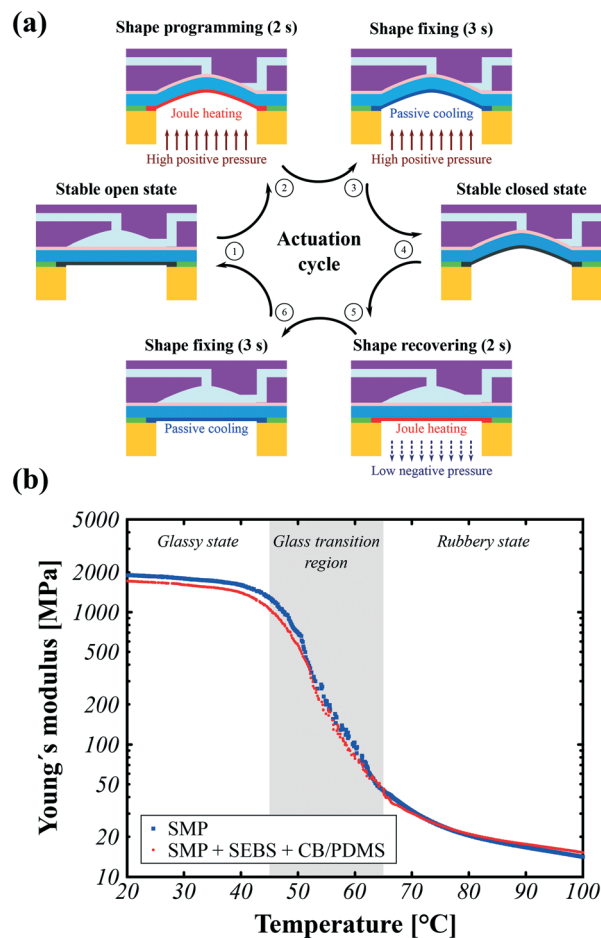 (a)
Shape programming (2 s)
Shape fixing (3 s)
Joule heating
Passive cooling
High positive pressure
High positive pressure
Stable open state
Stable closed state
2
3
1
Actuation
cycle
4
6
5
Shape fixing (3 s)
Shape recovering (2 s)
Passive cooling
Joule heating
Low negative pressure
(b)
Young´s modulus [MPa]
5000
2000
1000
500
200
100
50
20
10
Glassy state
Glass transition
region
Rubbery state
SMP
SMP + SEBS + CB/PDMS
20 30 40 50 60 70 80 90 100
Temperature [°C]